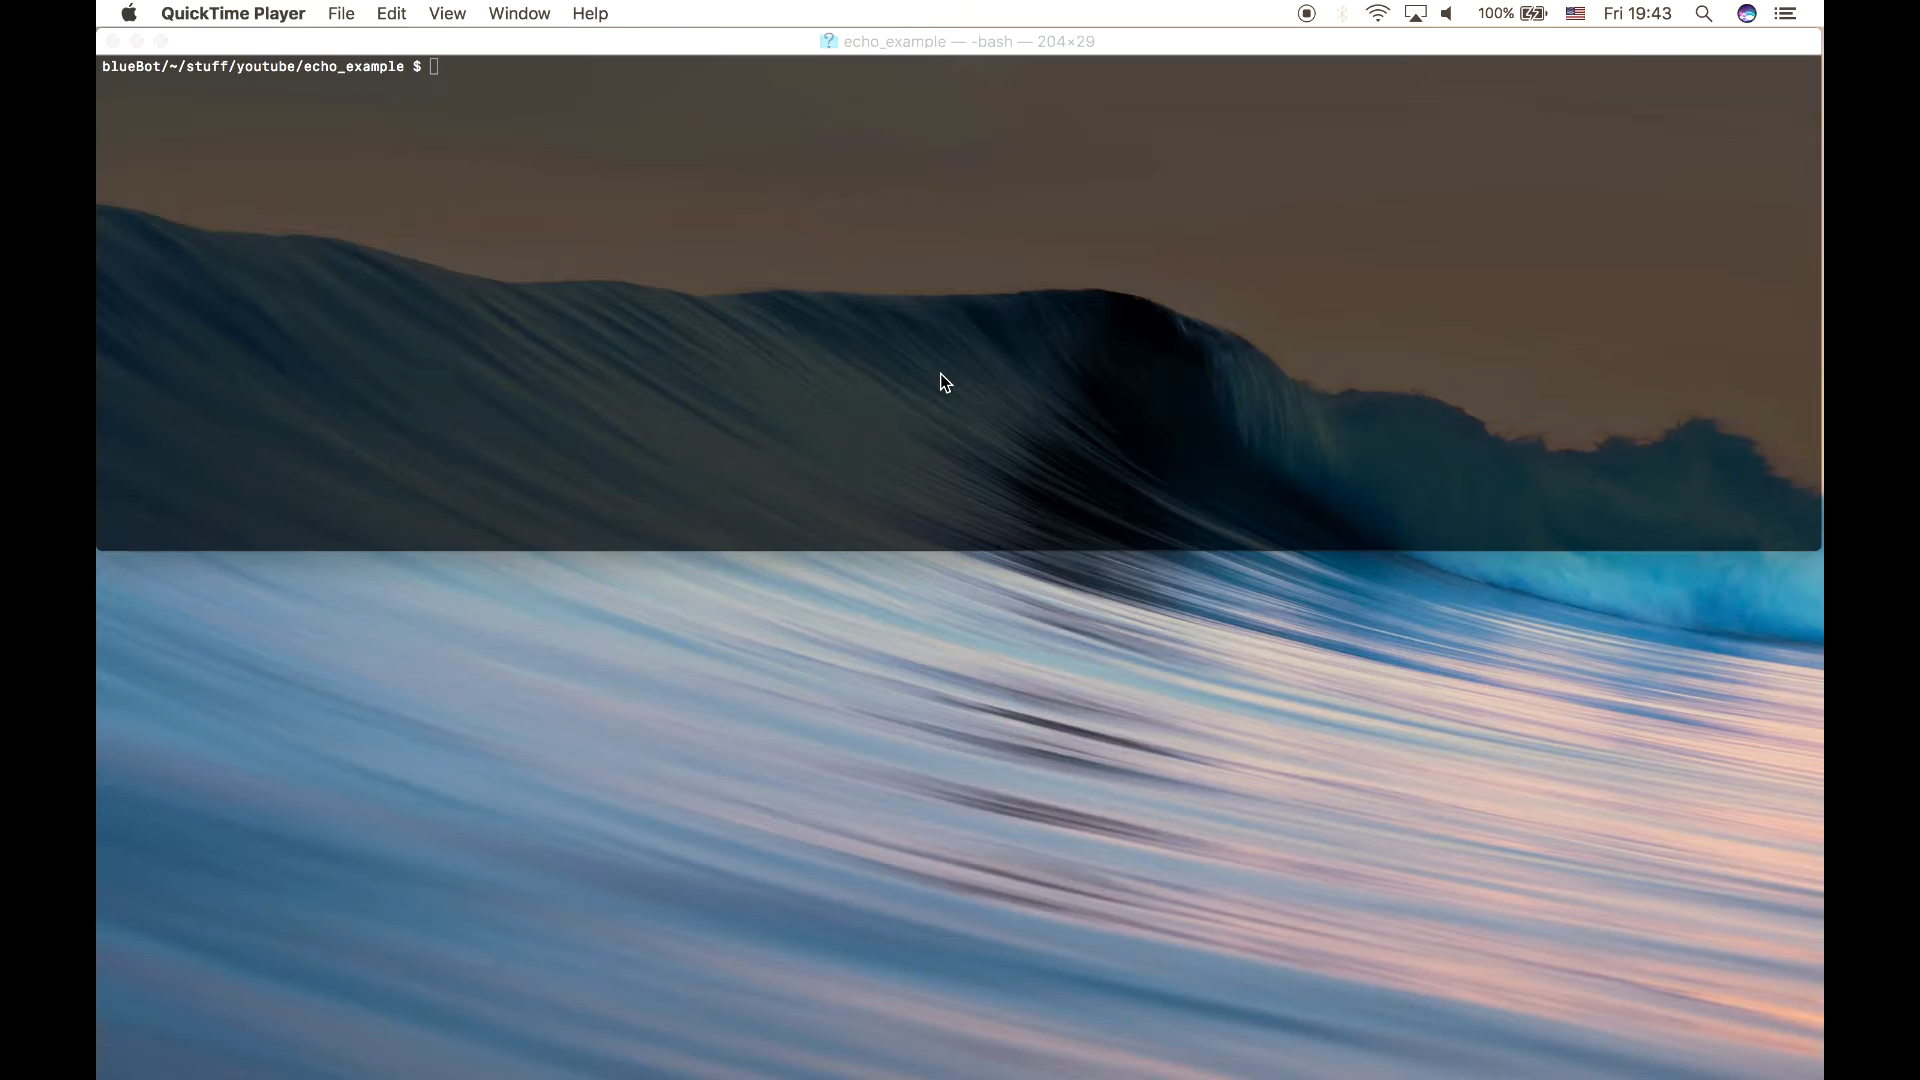 QuickTime Player File Edit View Window Help 100% Fri 19:43
echo_example — -bash — 204×29
blueBot/~/stuff/youtube/echo_example $